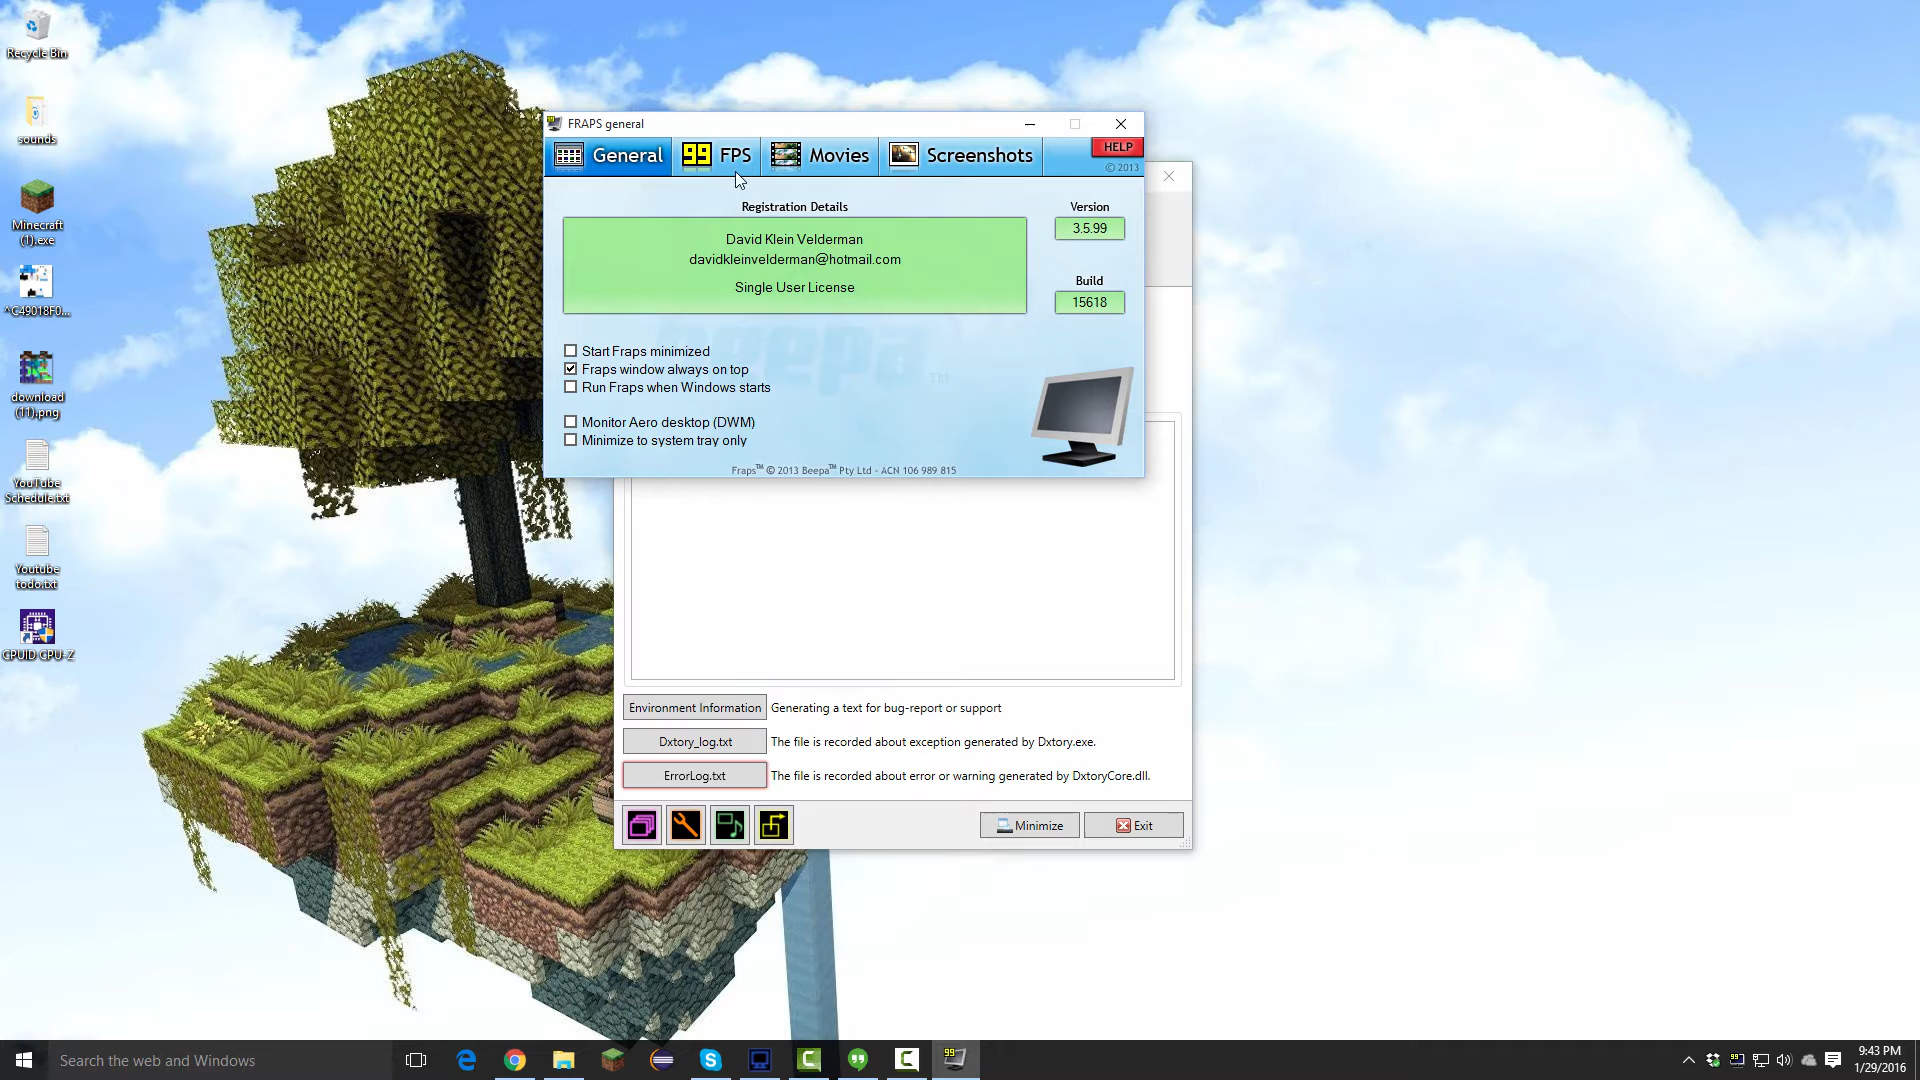 Recycle Bin
sounds
Minecraft
(1).exe
^C49018F0...
download
(11).png
YouTube
Schedule.txt
Youtube
todo.txt
CPUID CPU-Z
FRAPS general
General
99 FPS
Movies
Screenshots
HELP
© 2013
Registration Details
David Klein Velderman
davidkleinvelderman@hotmail.com
Single User License
Version
3.5.99
Build
15618
Start Fraps minimized
Fraps window always on top
Run Fraps when Windows starts
Monitor Aero desktop (DWM)
Minimize to system tray only
beepa™
Fraps™ © 2013 Beepa™ Pty Ltd - ACN 106 989 815
Environment Information Generating a text for bug-report or support
Dxtory_log.txt The file is recorded about exception generated by Dxtory.exe.
ErrorLog.txt The file is recorded about error or warning generated by DxtoryCore.dll.
Minimize
Exit
Search the web and Windows
99
9:43 PM
1/29/2016